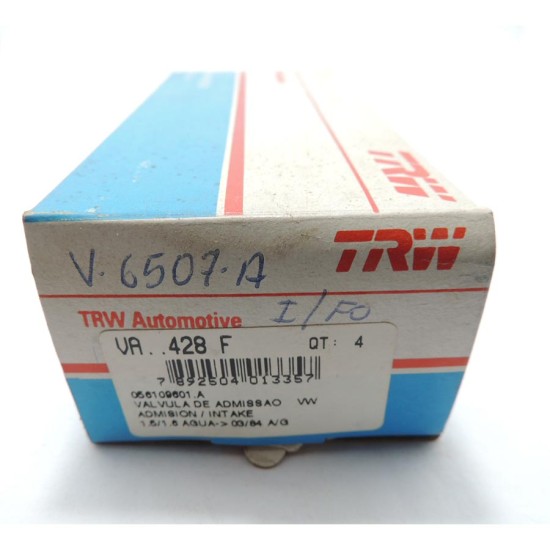 TRW
TRW
V-6507-A
TRW Automotive
I/FO
VA..428 F QT: 4
7 892504 013357
056109601.A
VALVULA DE ADMISSAO VW
ADMISION / INTAKE
1.5/1.6 AGUA-> 03/84 A/G